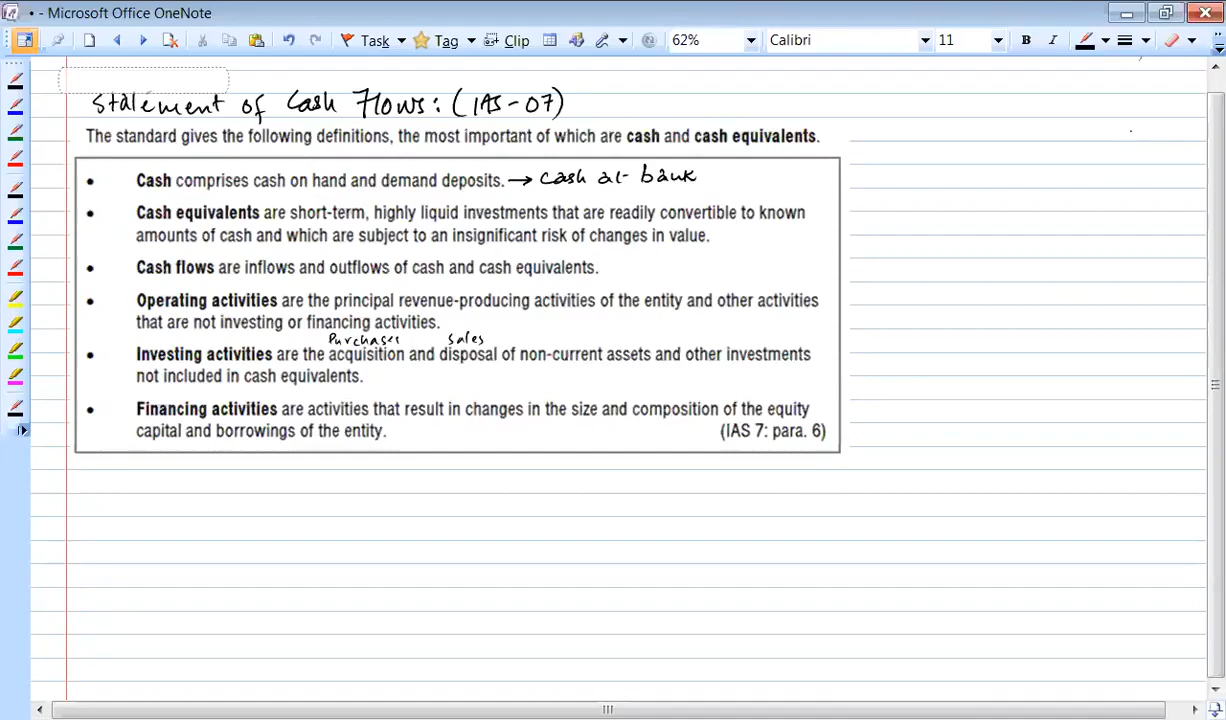 • - Microsoft Office OneNote
Task Tag Clip 62% Calibri 11 B I
Statement of Cash Flows: (IAS-07)
The standard gives the following definitions, the most important of which are cash and cash equivalents.
• Cash comprises cash on hand and demand deposits. → cash at bank
• Cash equivalents are short-term, highly liquid investments that are readily convertible to known
amounts of cash and which are subject to an insignificant risk of changes in value.
• Cash flows are inflows and outflows of cash and cash equivalents.
• Operating activities are the principal revenue-producing activities of the entity and other activities
that are not investing or financing activities.
Purchases sales
• Investing activities are the acquisition and disposal of non-current assets and other investments
not included in cash equivalents.
• Financing activities are activities that result in changes in the size and composition of the equity
capital and borrowings of the entity. (IAS 7: para. 6)